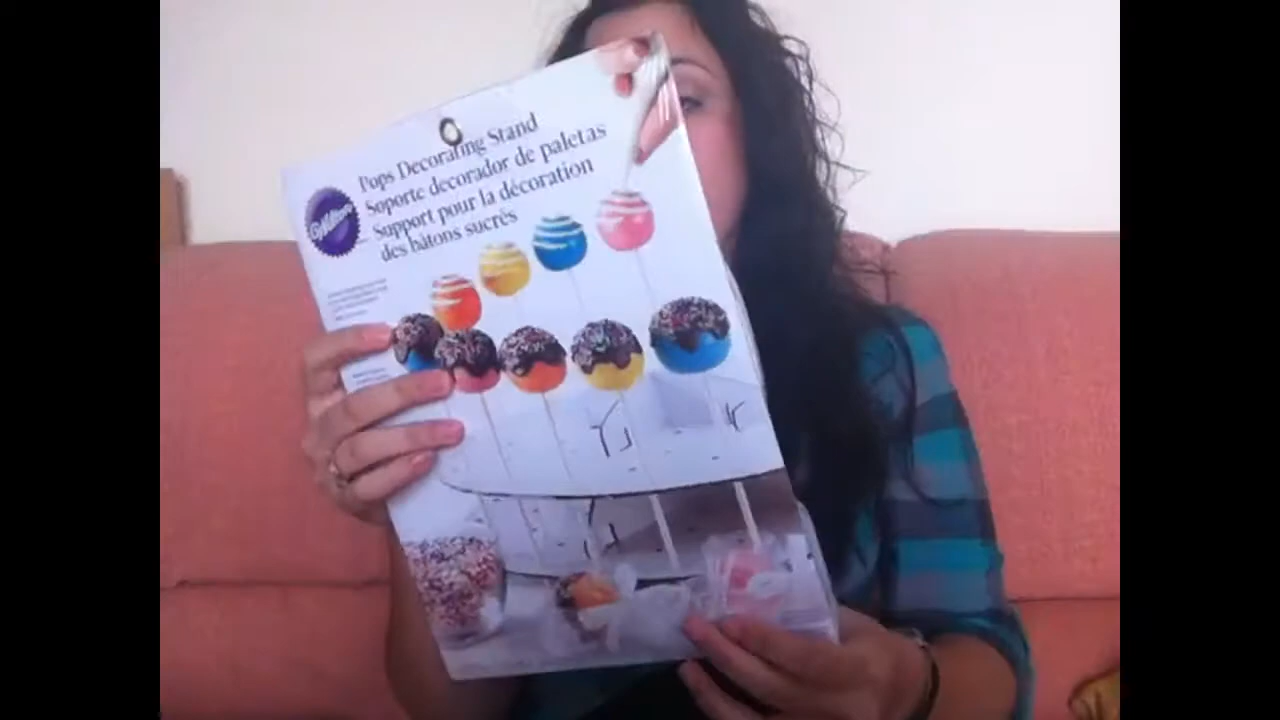 Pops Decorating Stand
Soporte decorador de paletas
Support pour la décoration
des bâtons sucrés
Wilton